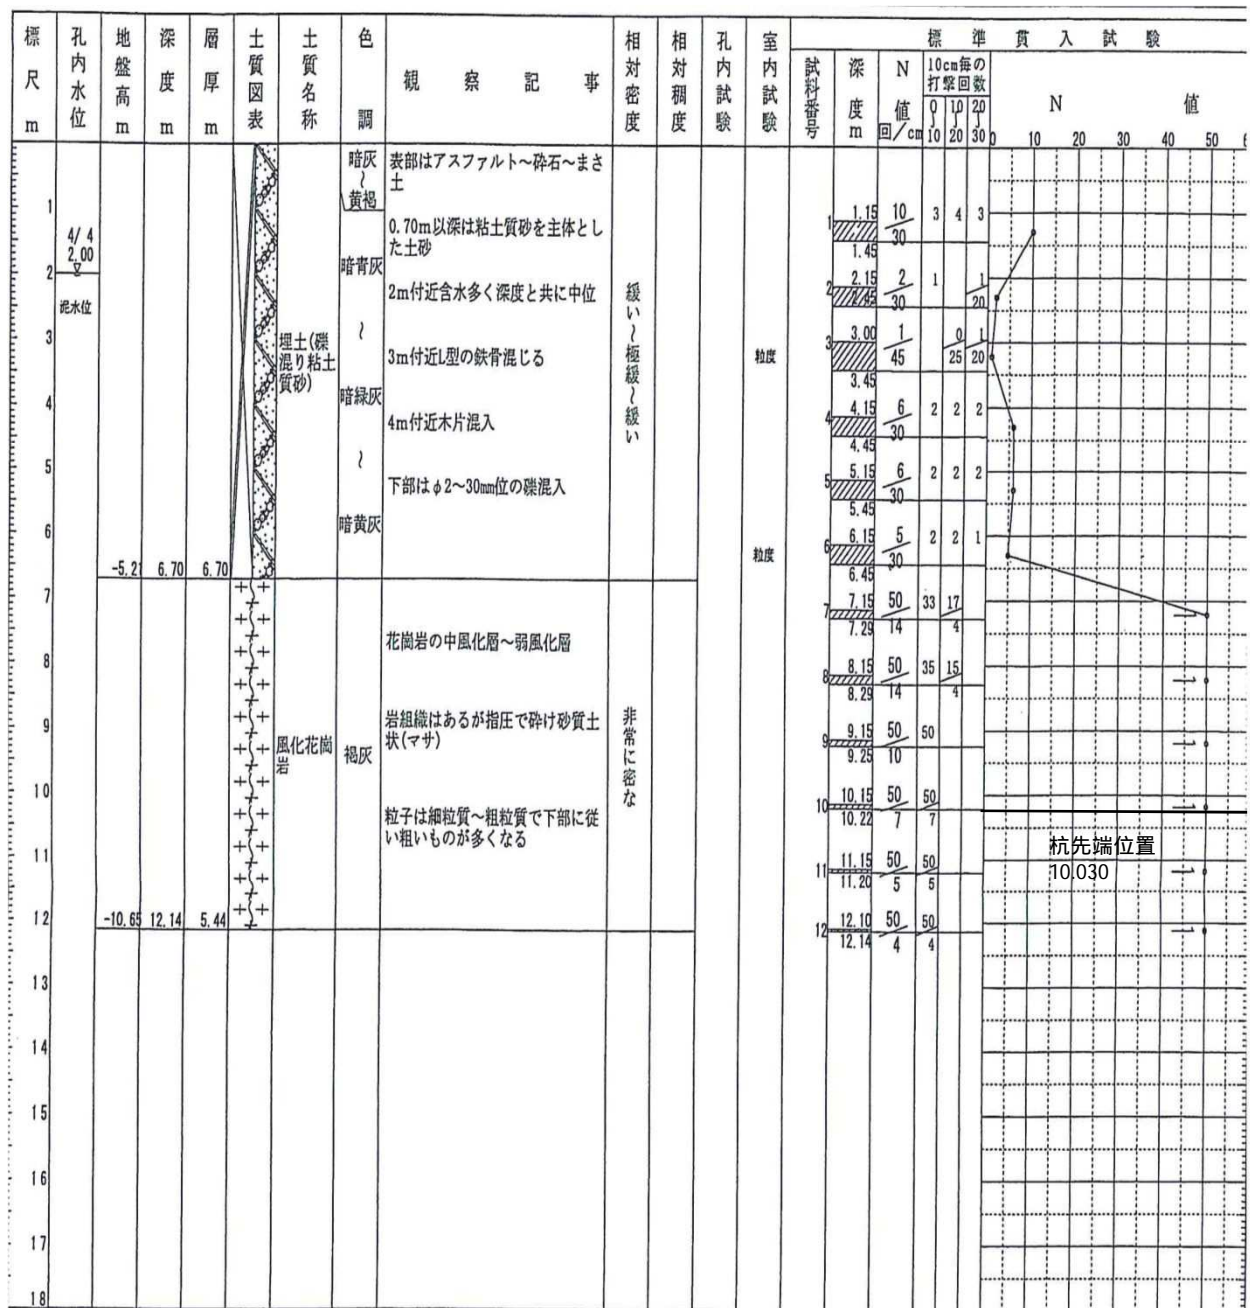 標尺 m
孔内水位
地盤高 m
深度 m
層厚 m
土質図表
土質名称
色調
観察記事
相対密度
相対稠度
孔内試験
室内試験
標準貫入試験
試料番号
深度 m
N値 回/cm
10cm毎の打撃回数
0〜10
10〜20
20〜30
N 値
0 10 20 30 40 50
1
2
3
4
5
6
7
8
9
10
11
12
13
14
15
16
17
18
4/4
2.00
泥水位
-5.21 6.70 6.70
-10.65 12.14 5.44
埋土(礫
混り粘土
質砂)
風化花崗
岩
暗灰
〜
黄褐
暗青灰
〜
暗緑灰
〜
暗黄灰
褐灰
表部はアスファルト〜砕石〜まさ
土
0.70m以深は粘土質砂を主体とし
た土砂
2m付近含水多く深度と共に中位
3m付近L型の鉄骨混じる
4m付近木片混入
下部はφ2〜30mm位の礫混入
花崗岩の中風化層〜弱風化層
岩組織はあるが指圧で砕け砂質土
状(マサ)
粒子は細粒質〜粗粒質で下部に従
い粗いものが多くなる
緩い〜極緩〜緩い
非常に密な
粒度
粒度
1 1.15 1.45 10/30 3 4 3
2 2.15 2.45 2/30 1 1/20
3 3.00 3.45 1/45 0/25 1/20
4 4.15 4.45 6/30 2 2 2
5 5.15 5.45 6/30 2 2 2
6 6.15 6.45 5/30 2 2 1
7 7.15 7.29 50/14 33 17/4
8 8.15 8.29 50/14 35 15/4
9 9.15 9.25 50/10 50
10 10.15 10.22 50/7 50/7
11 11.15 11.20 50/5 50/5
12 12.10 12.14 50/4 50/4
杭先端位置
10.030